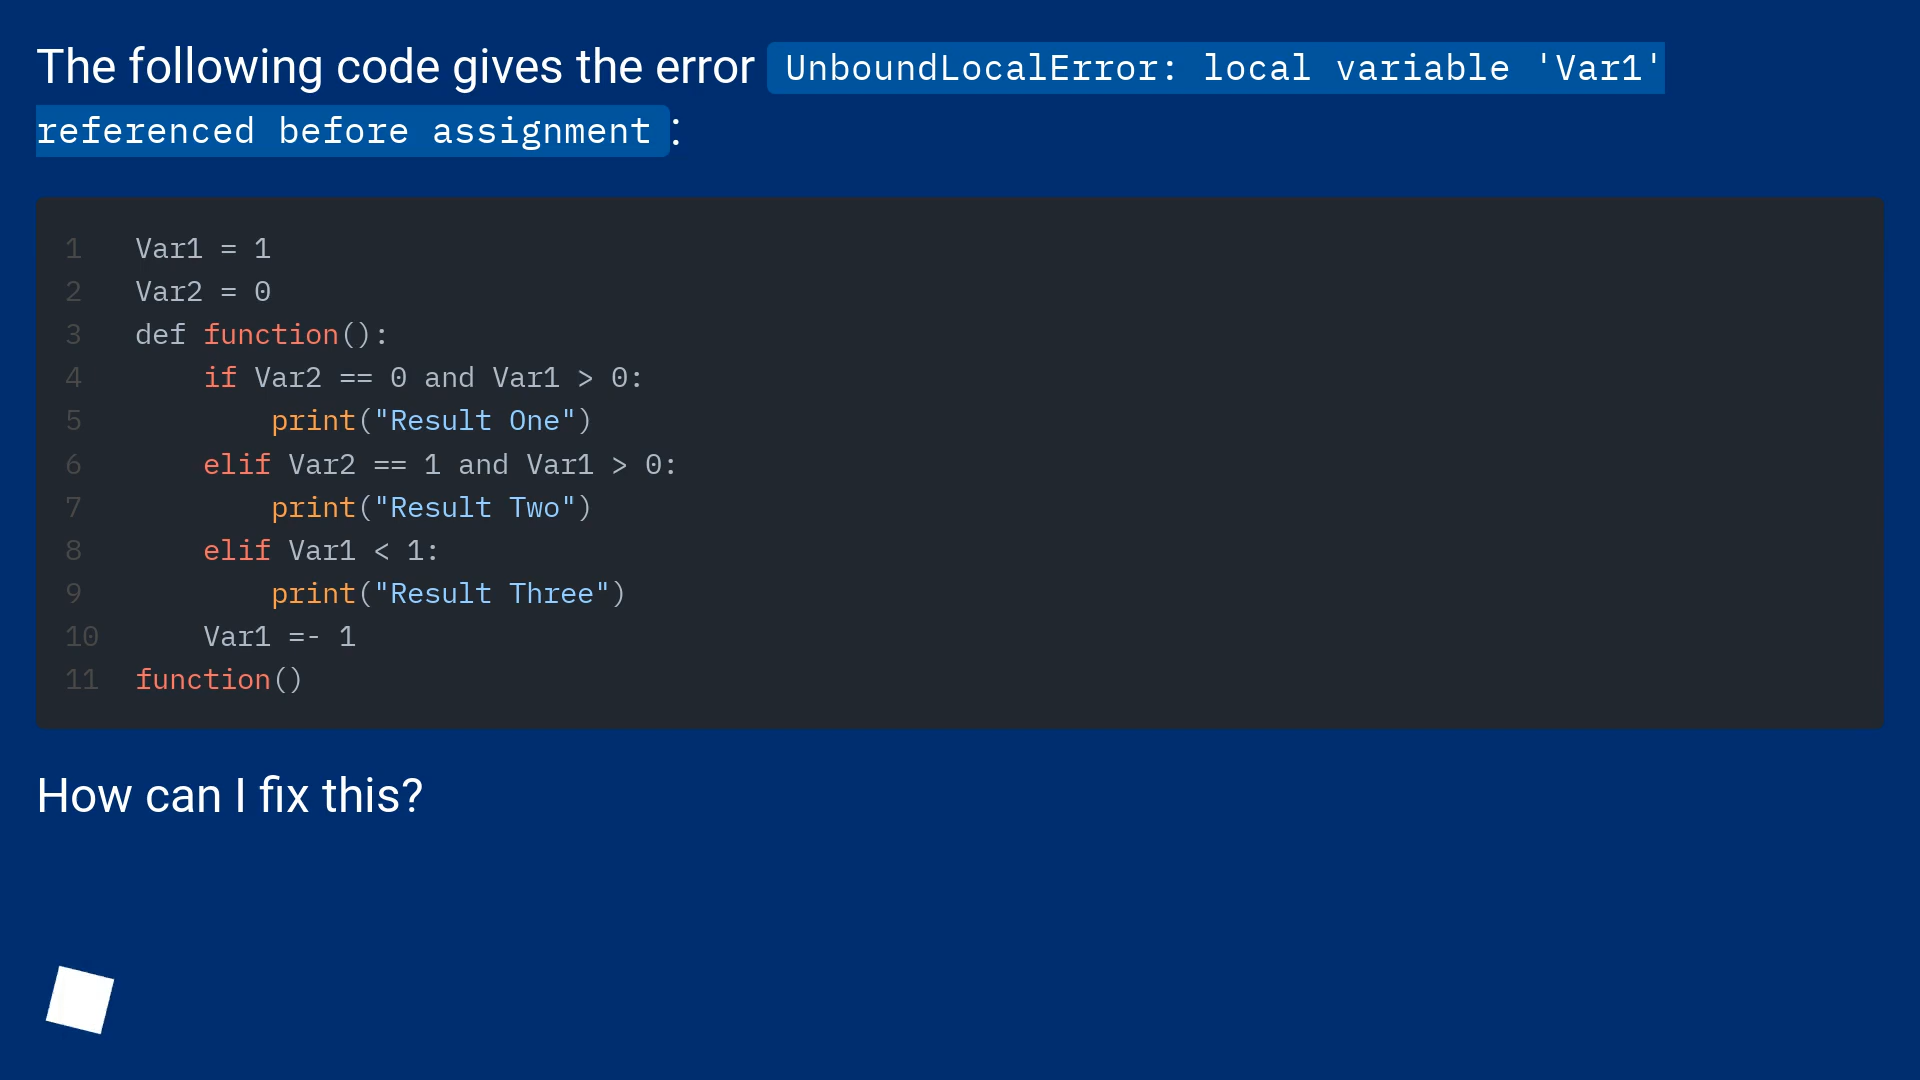 The following code gives the error UnboundLocalError: local variable 'Var1'
referenced before assignment :
1 Var1 = 1
2 Var2 = 0
3 def function():
4 if Var2 == 0 and Var1 > 0:
5 print("Result One")
6 elif Var2 == 1 and Var1 > 0:
7 print("Result Two")
8 elif Var1 < 1:
9 print("Result Three")
10 Var1 =- 1
11 function()
How can I fix this?